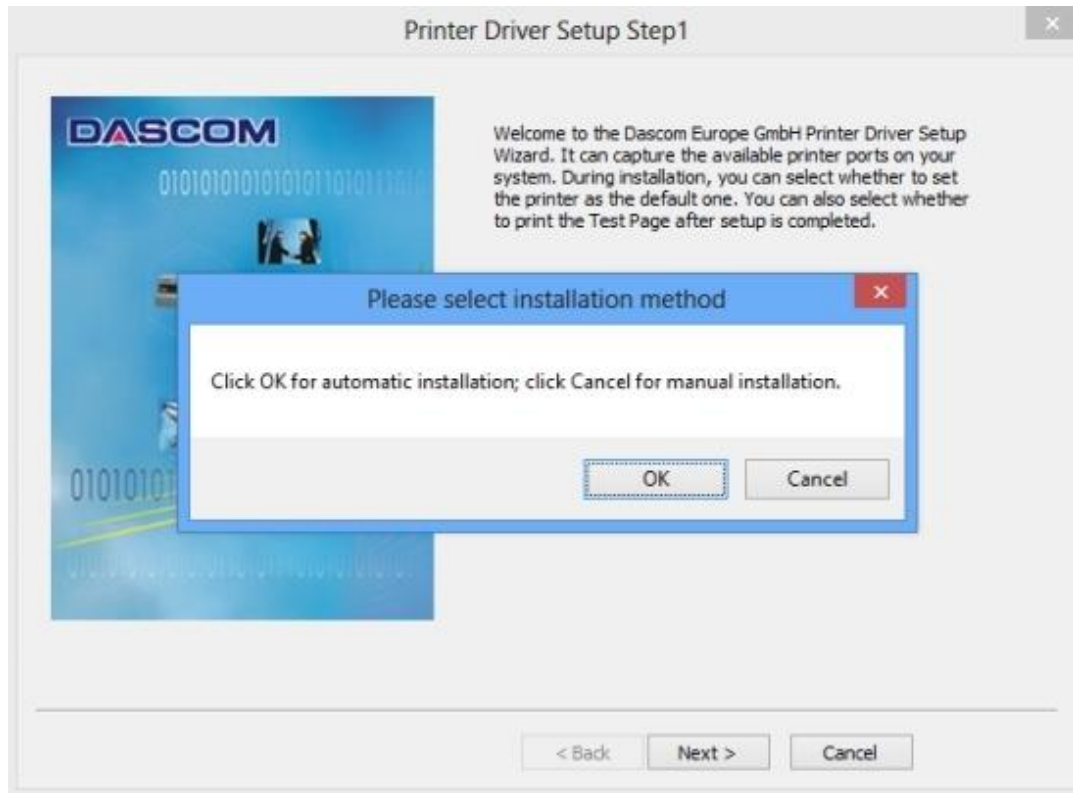 Printer Driver Setup Step1
DASCOM
Welcome to the Dascom Europe GmbH Printer Driver Setup
Wizard. It can capture the available printer ports on your
system. During installation, you can select whether to set
the printer as the default one. You can also select whether
to print the Test Page after setup is completed.
Please select installation method
Click OK for automatic installation; click Cancel for manual installation.
OK
Cancel
< Back
Next >
Cancel